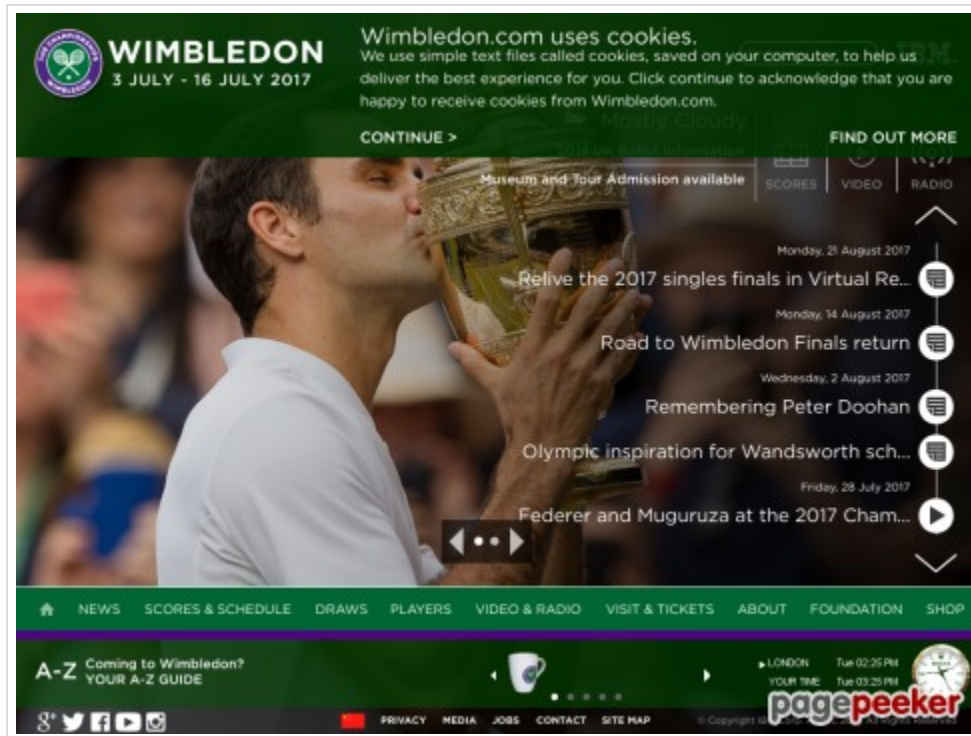 WIMBLEDON
3 JULY - 16 JULY 2017
Wimbledon.com uses cookies.
We use simple text files called cookies, saved on your computer, to help us
deliver the best experience for you. Click continue to acknowledge that you are
happy to receive cookies from Wimbledon.com.
CONTINUE >
FIND OUT MORE
IBM.
Mostly Cloudy
Museum and Tour Admission available
SCORES
VIDEO
RADIO
Monday, 21 August 2017
Relive the 2017 singles finals in Virtual Re...
Monday, 14 August 2017
Road to Wimbledon Finals return
Wednesday, 2 August 2017
Remembering Peter Doohan
Olympic inspiration for Wandsworth sch...
Friday, 28 July 2017
Federer and Muguruza at the 2017 Cham...
NEWS SCORES & SCHEDULE DRAWS PLAYERS VIDEO & RADIO VISIT & TICKETS ABOUT FOUNDATION SHOP
A-Z Coming to Wimbledon?
YOUR A-Z GUIDE
LONDON Tue 02:25 PM
YOUR TIME Tue 03:25 PM
pagepeeker
PRIVACY MEDIA JOBS CONTACT SITE MAP
© Copyright